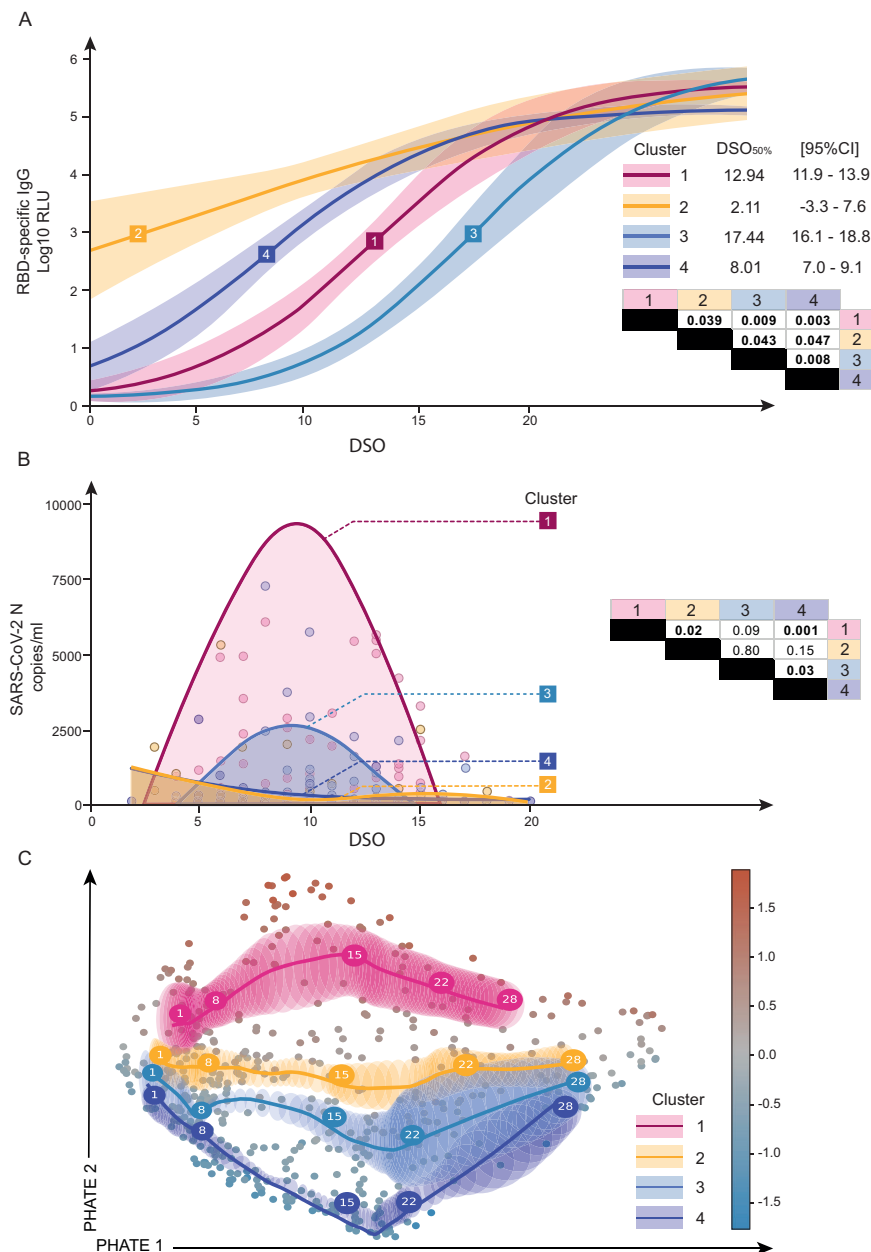 A
6
5
4
3
2
1
0
RBD-specific IgG
Log10 RLU
2
4
1
3
0 5 10 15 20
DSO
Cluster DSO50% [95%CI]
1 12.94 11.9 - 13.9
2 2.11 -3.3 - 7.6
3 17.44 16.1 - 18.8
4 8.01 7.0 - 9.1
1 2 3 4
0.039 0.009 0.003 1
0.043 0.047 2
0.008 3
4
B
10000
7500
5000
2500
0
SARS-CoV-2 N
copies/ml
Cluster
1
3
4
2
0 5 10 15 20
DSO
1 2 3 4
0.02 0.09 0.001 1
0.80 0.15 2
0.03 3
4
C
PHATE 2
PHATE 1
1 8 15 22 28
1 8 15 22 28
1 8 15 22 28
1 8 15 22 28
Cluster
1
2
3
4
1.5
1.0
0.5
0.0
-0.5
-1.0
-1.5